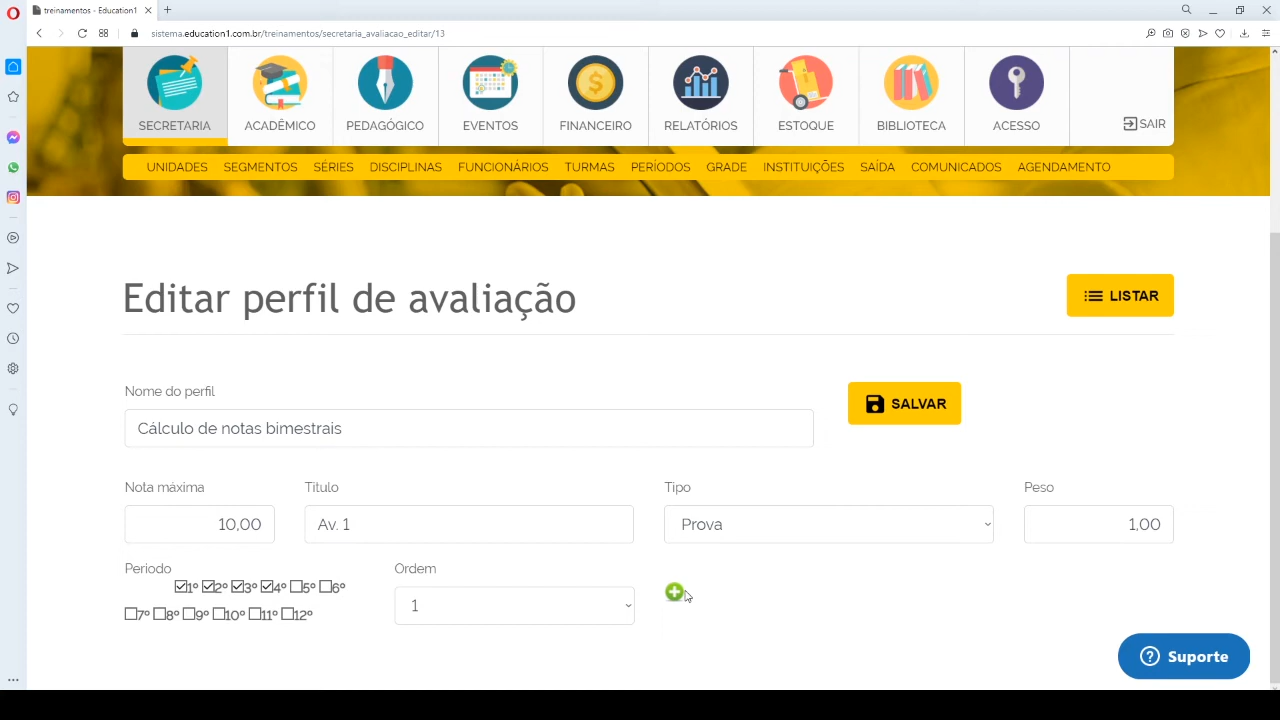 treinamentos - Education1
sistema.education1.com.br/treinamentos/secretaria_avaliacao_editar/13
SECRETARIA ACADÊMICO PEDAGÓGICO EVENTOS FINANCEIRO RELATÓRIOS ESTOQUE BIBLIOTECA ACESSO SAIR
UNIDADES SEGMENTOS SÉRIES DISCIPLINAS FUNCIONÁRIOS TURMAS PERÍODOS GRADE INSTITUIÇÕES SAÍDA COMUNICADOS AGENDAMENTO
Editar perfil de avaliação LISTAR
Nome do perfil
SALVAR
Cálculo de notas bimestrais
Nota máxima Título Tipo Peso
10,00 Av. 1 Prova 1,00
Periodo Ordem
1º 2º 3º 4º 5º 6º
1
7º 8º 9º 10º 11º 12º
Suporte